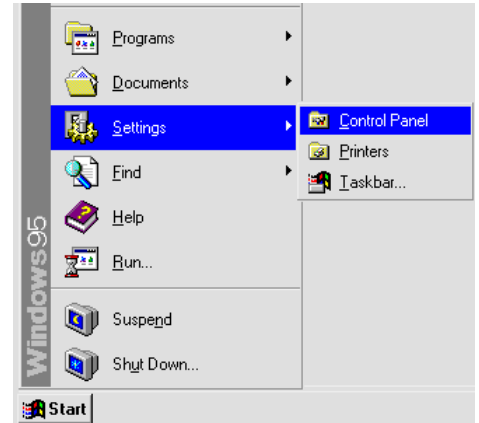 Programs
Documents
Settings
Control Panel
Find
Printers
Taskbar...
Help
Run...
Suspend
Shut Down...
Windows95
Start